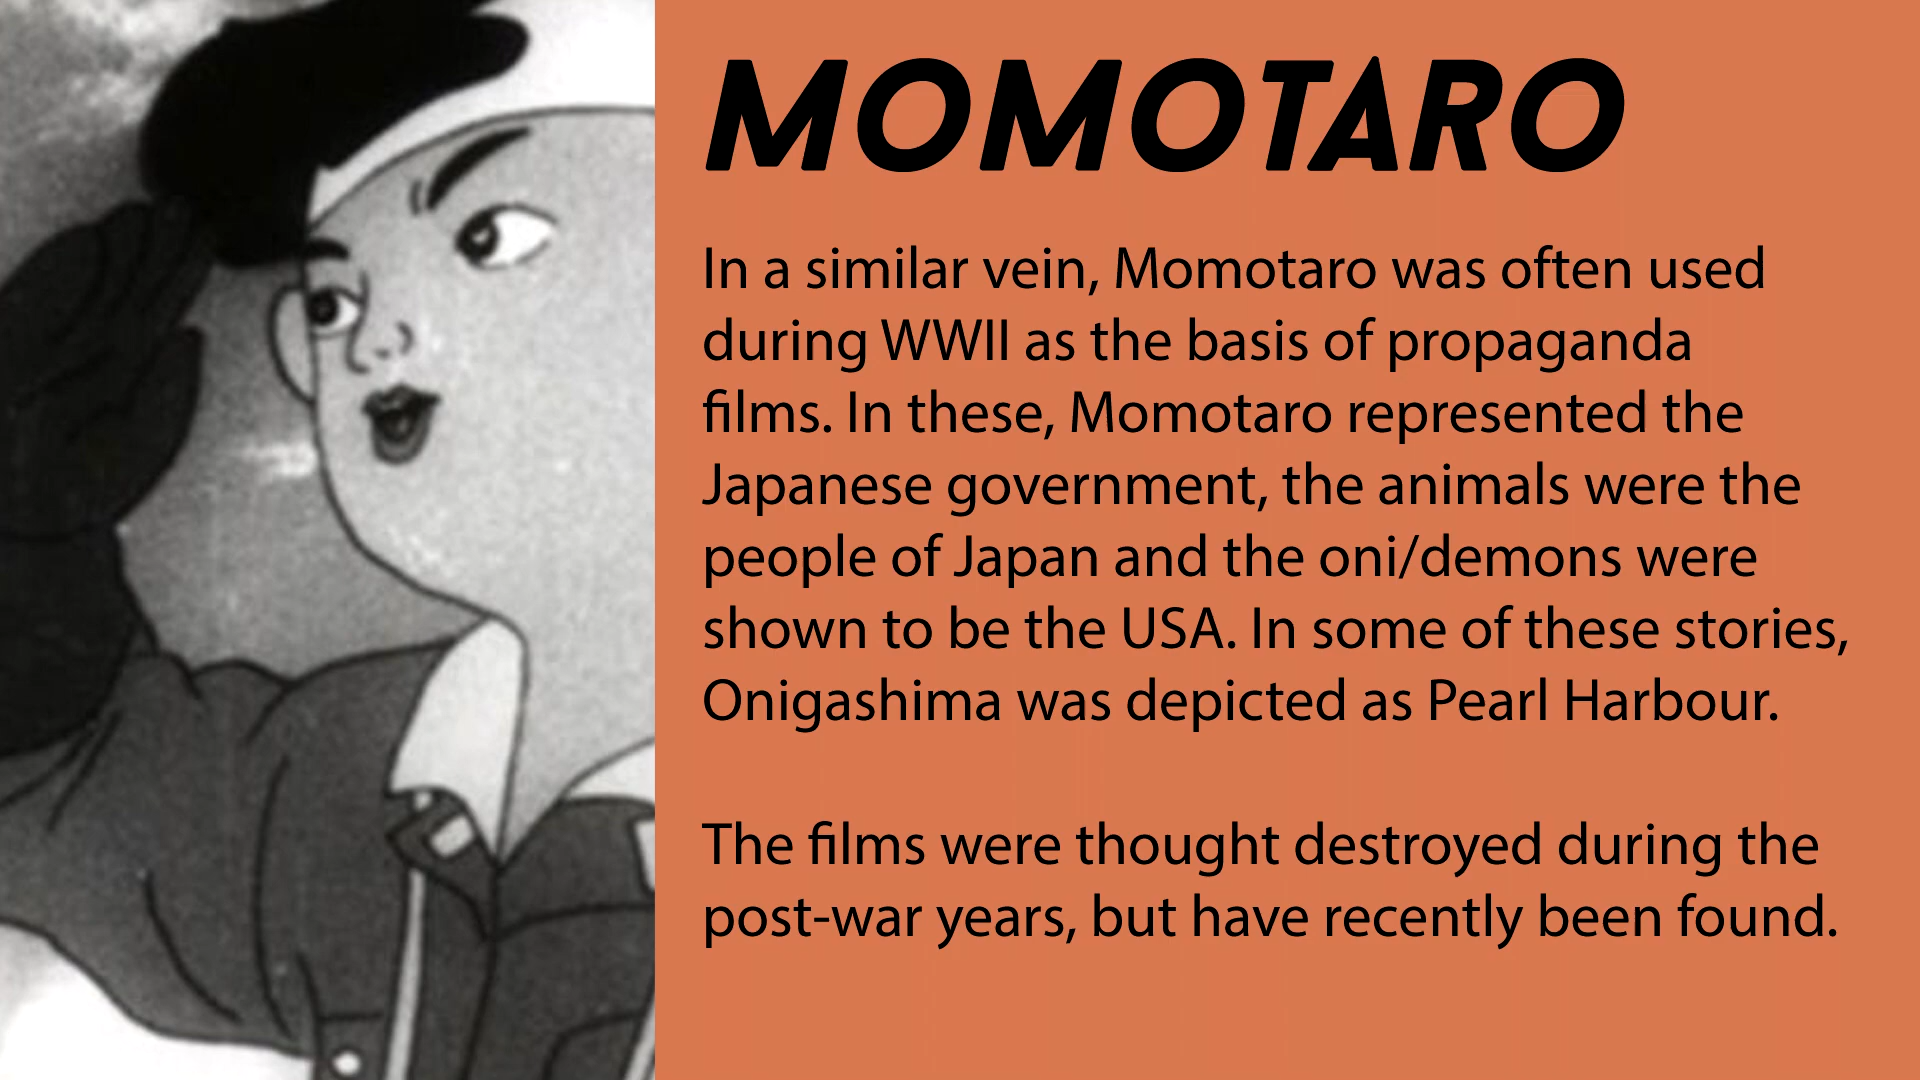 MOMOTARO
In a similar vein, Momotaro was often used
during WWII as the basis of propaganda
films. In these, Momotaro represented the
Japanese government, the animals were the
people of Japan and the oni/demons were
shown to be the USA. In some of these stories,
Onigashima was depicted as Pearl Harbour.
The films were thought destroyed during the
post-war years, but have recently been found.